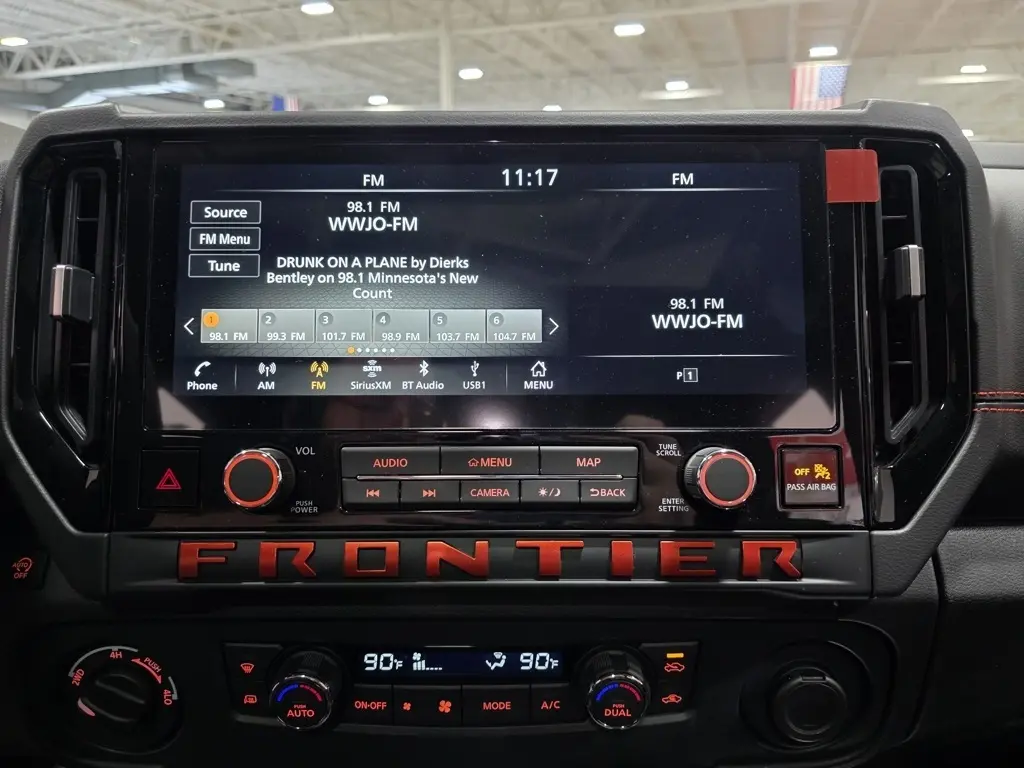 FM
11:17
FM
Source
98.1 FM
WWJO-FM
FM Menu
Tune
DRUNK ON A PLANE by Dierks
Bentley on 98.1 Minnesota's New
Count
98.1 FM
WWJO-FM
1 2 3 4 5 6
98.1 FM 99.3 FM 101.7 FM 98.9 FM 103.7 FM 104.7 FM
P 1
Phone
AM
FM
sxm
SiriusXM
BT Audio
USB1
MENU
VOL
PUSH
POWER
AUDIO
MENU
MAP
CAMERA
BACK
TUNE
SCROLL
ENTER
SETTING
OFF
2
PASS AIR BAG
AUTO
OFF
FRONTIER
2WD
4H
PUSH
4LO
90°F
90°F
PUSH
AUTO
ON·OFF
MODE
A/C
PUSH
DUAL